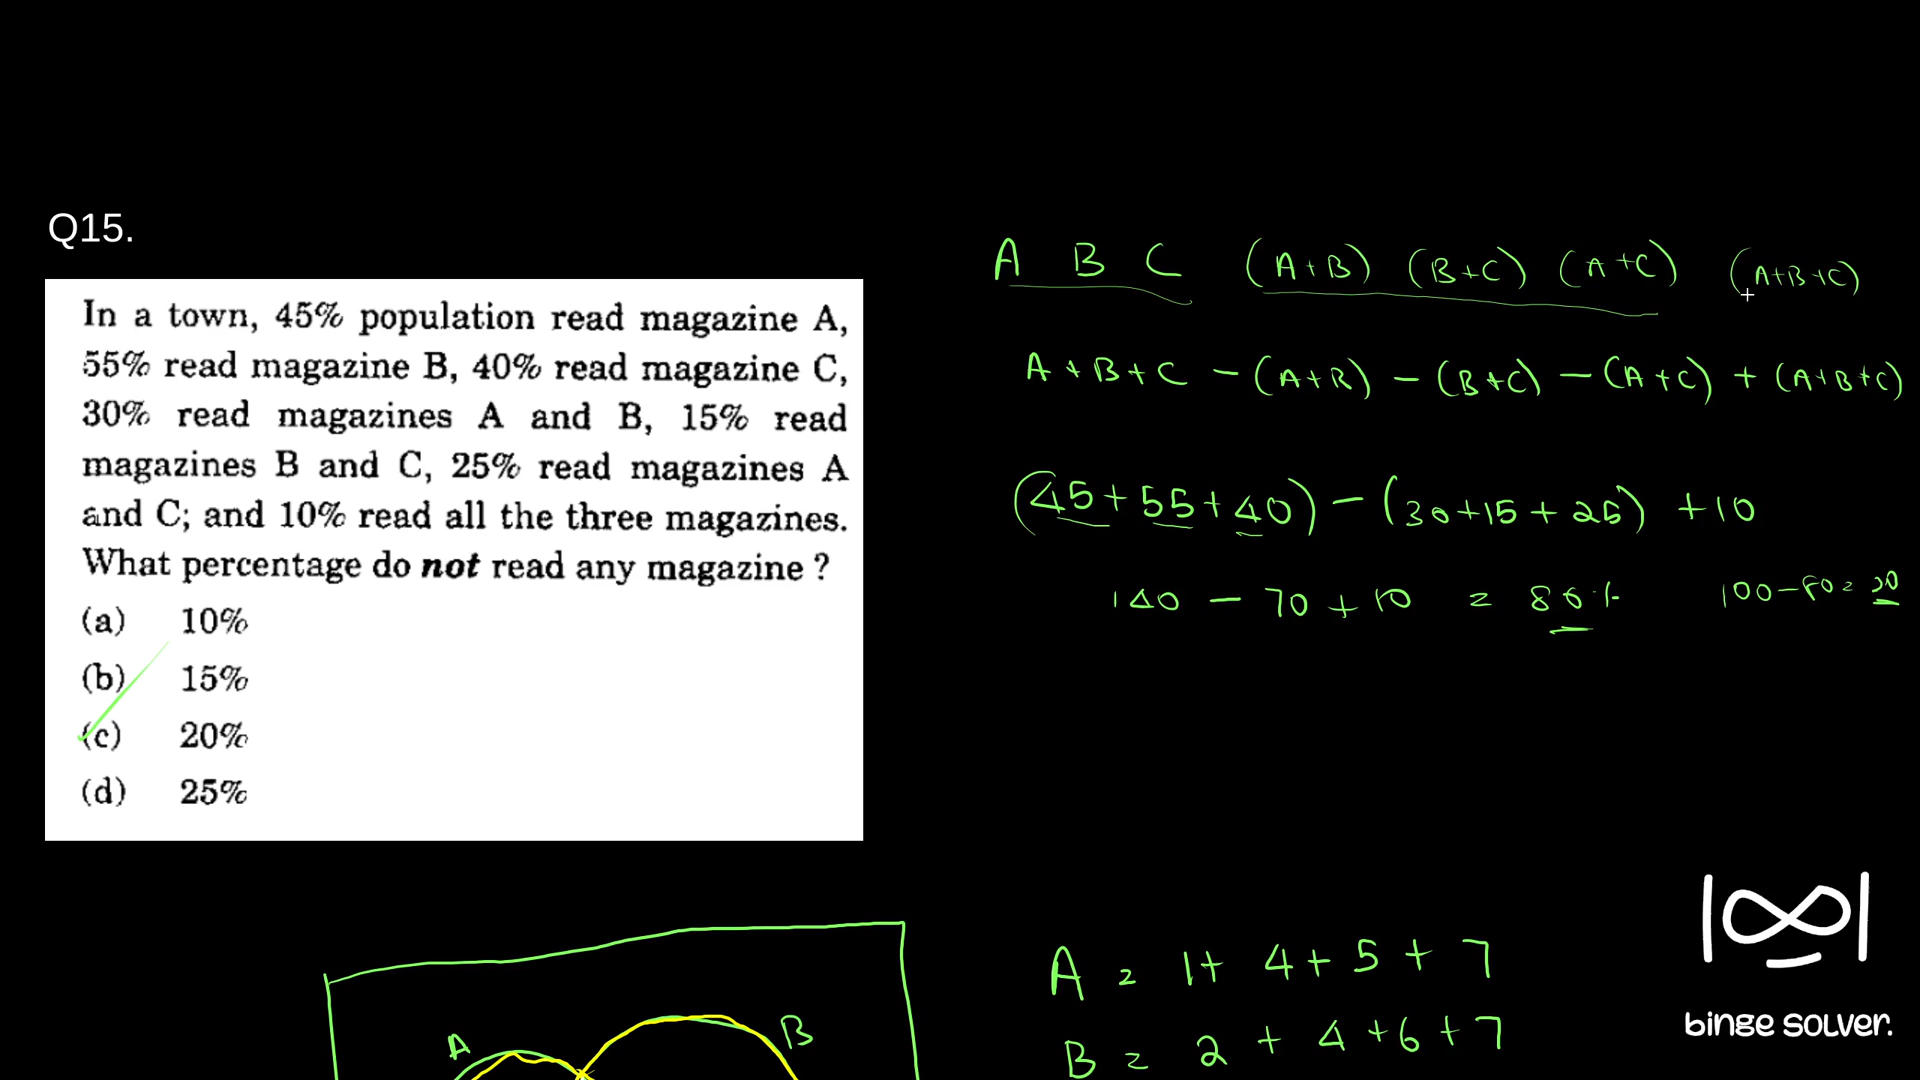 Q15.
In a town, 45% population read magazine A,
55% read magazine B, 40% read magazine C,
30% read magazines A and B, 15% read
magazines B and C, 25% read magazines A
and C; and 10% read all the three magazines.
What percentage do not read any magazine ?
(a) 10%
(b) 15%
(c) 20%
(d) 25%
A B C (A+B) (B+C) (A+C) (A+B+C)
A+B+C - (A+B) - (B+C) - (A+C) + (A+B+C)
(45+55+40) - (30+15+25) +10
140 - 70 + 10 = 80% 100-80= 20
A = 1+ 4+ 5 + 7
B = 2 + 4 +6 + 7
A B
binge solver.